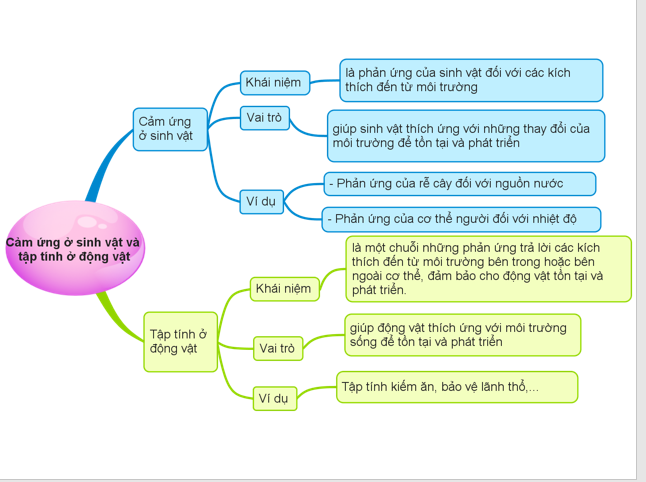 Cảm ứng ở sinh vật và
tập tính ở động vật
Cảm ứng
ở sinh vật
Khái niệm
là phản ứng của sinh vật đối với các kích
thích đến từ môi trường
Vai trò
giúp sinh vật thích ứng với những thay đổi của
môi trường để tồn tại và phát triển
Ví dụ
- Phản ứng của rễ cây đối với nguồn nước
- Phản ứng của cơ thể người đối với nhiệt độ
Tập tính ở
động vật
Khái niệm
là một chuỗi những phản ứng trả lời các kích
thích đến từ môi trường bên trong hoặc bên
ngoài cơ thể, đảm bảo cho động vật tồn tại và
phát triển.
Vai trò
giúp động vật thích ứng với môi trường
sống để tồn tại và phát triển
Ví dụ
Tập tính kiếm ăn, bảo vệ lãnh thổ,...